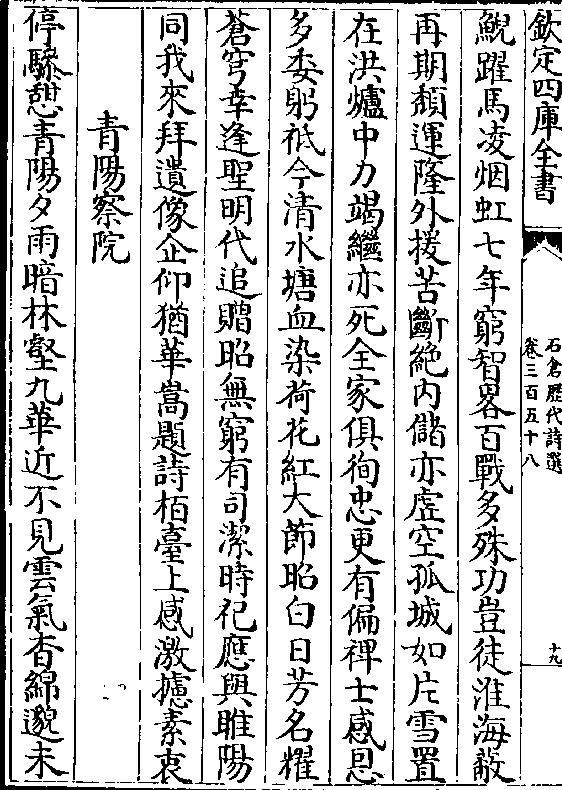 欽定四庫全書
石倉歷代詩選
卷三百五十八
十九
鯢躍馬凌烟虹七年窮智畧百戰多殊功豈徒淮海蔽
再期頹運隆外援苦斷絶内儲亦虛空孤城如片雪置
在洪爐中力竭繼亦死全家俱徇忠更有偏裨士感恩
多委躬祗今清水塘血染荷花紅大節昭白日芳名耀
蒼穹幸逢聖明代追贈昭無窮有司潔時祀應與睢陽
同我來拜遺像企仰猶華嵩題詩栢臺上感激攄素衷
青陽察院
停驂憇青陽夕雨暗林壑九華近不見雲氣杳綿邈未